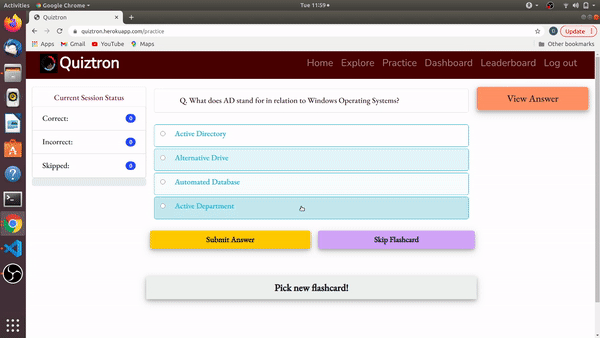 Activities
Google Chrome
Tue 11:59
Quiztron
quiztron.herokuapp.com/practice
Update
Apps
Gmail
YouTube
Maps
Other bookmarks
Quiztron
Home
Explore
Practice
Dashboard
Leaderboard
Log out
Current Session Status
Correct: 0
Incorrect: 0
Skipped: 0
Q. What does AD stand for in relation to Windows Operating Systems?
Active Directory
Alternative Drive
Automated Database
Active Department
Submit Answer
Skip Flashcard
View Answer
Pick new flashcard!